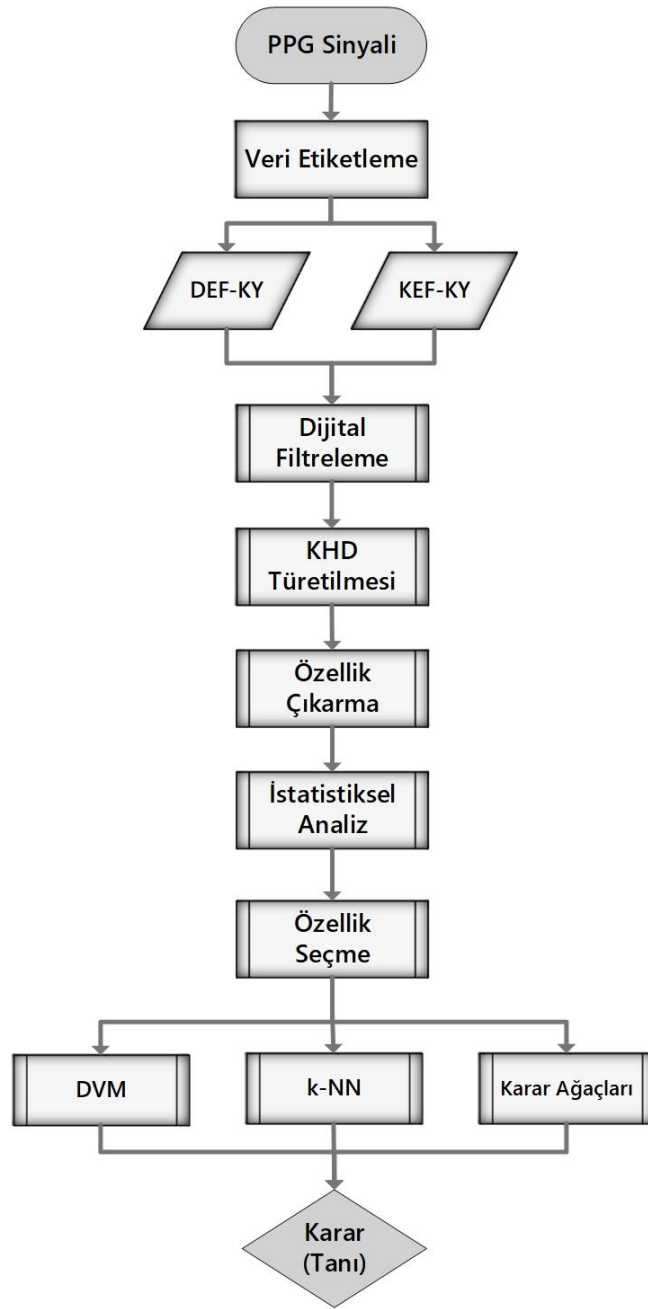 PPG Sinyali
Veri Etiketleme
DEF-KY
KEF-KY
Dijital
Filtreleme
KHD
Türetilmesi
Özellik
Çıkarma
İstatistiksel
Analiz
Özellik
Seçme
DVM
k-NN
Karar Ağaçları
Karar
(Tanı)